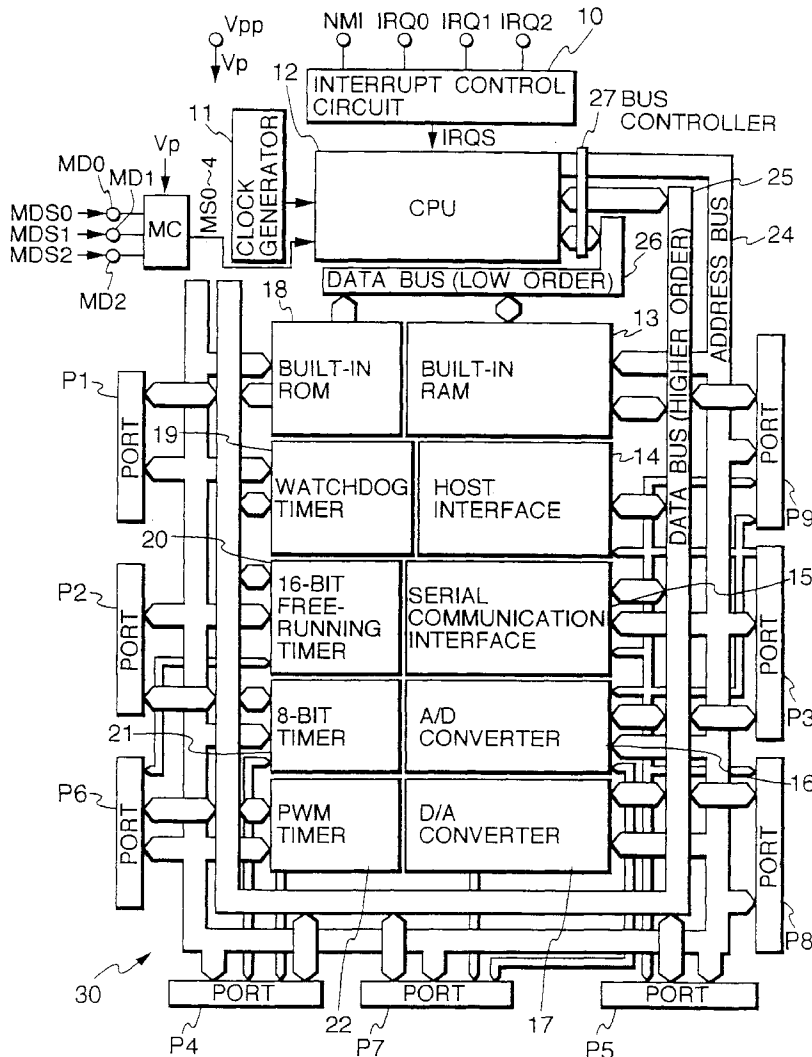 Vpp
Vp
NMI IRQ0 IRQ1 IRQ2
10
12
INTERRUPT CONTROL
CIRCUIT
27 BUS
CONTROLLER
11
CLOCK
GENERATOR
IRQS
Vp
MD0
MD1
MS0~4
MDS0
MDS1
MDS2
MC
MD2
CPU
25
24
26
DATA BUS (LOW ORDER)
DATA BUS (HIGHER ORDER)
ADDRESS BUS
18
13
BUILT-IN
ROM
BUILT-IN
RAM
P1
PORT
PORT
P9
19
14
WATCHDOG
TIMER
HOST
INTERFACE
20
15
P2
PORT
16-BIT
FREE-
RUNNING
TIMER
SERIAL
COMMUNICATION
INTERFACE
PORT
P3
21
8-BIT
TIMER
A/D
CONVERTER
16
P6
PORT
PWM
TIMER
D/A
CONVERTER
PORT
P8
30
PORT
PORT
PORT
P4
22
P7
17
P5